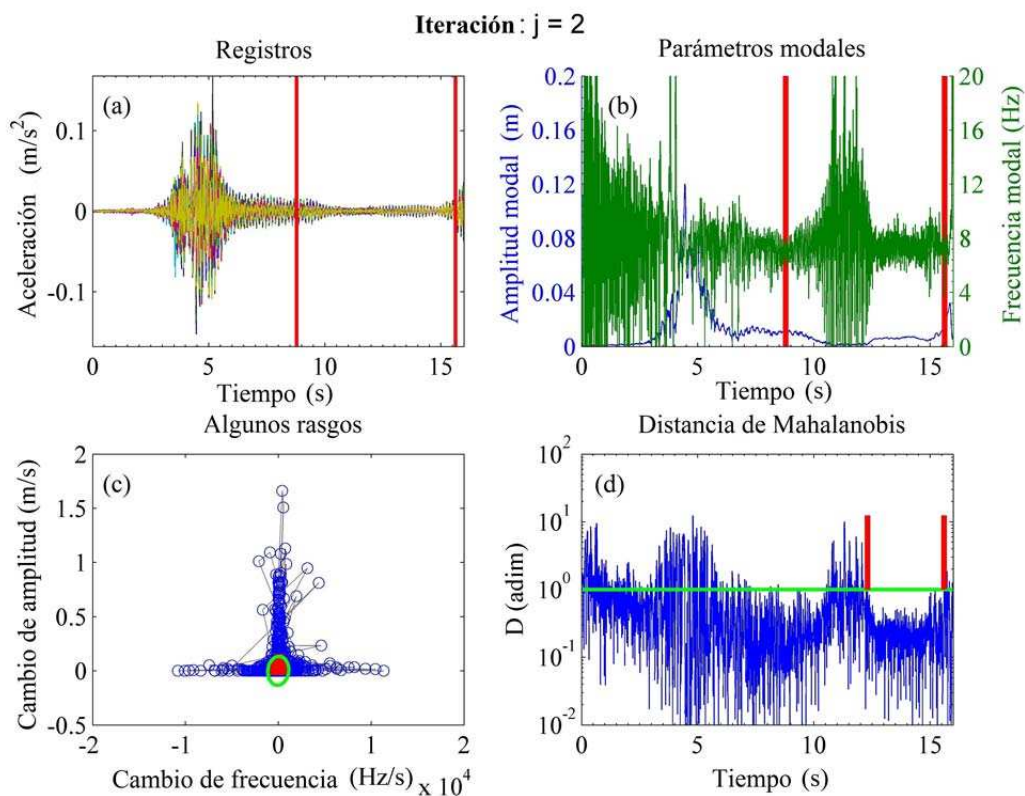 Iteración: j = 2
Registros
(a)
Aceleración (m/s²)
0.1
0
-0.1
0
5
10
15
Tiempo (s)
Parámetros modales
(b)
Amplitud modal (m)
0.2
0.16
0.12
0.08
0.04
0
20
16
12
8
4
0
Frecuencia modal (Hz)
0
5
10
15
Tiempo (s)
Algunos rasgos
(c)
Cambio de amplitud (m/s)
2
1.5
1
0.5
0
-0.5
-2
-1
0
1
2
Cambio de frecuencia (Hz/s) x 10⁴
Distancia de Mahalanobis
(d)
D (adim)
10²
10¹
10⁰
10⁻¹
10⁻²
0
5
10
15
Tiempo (s)